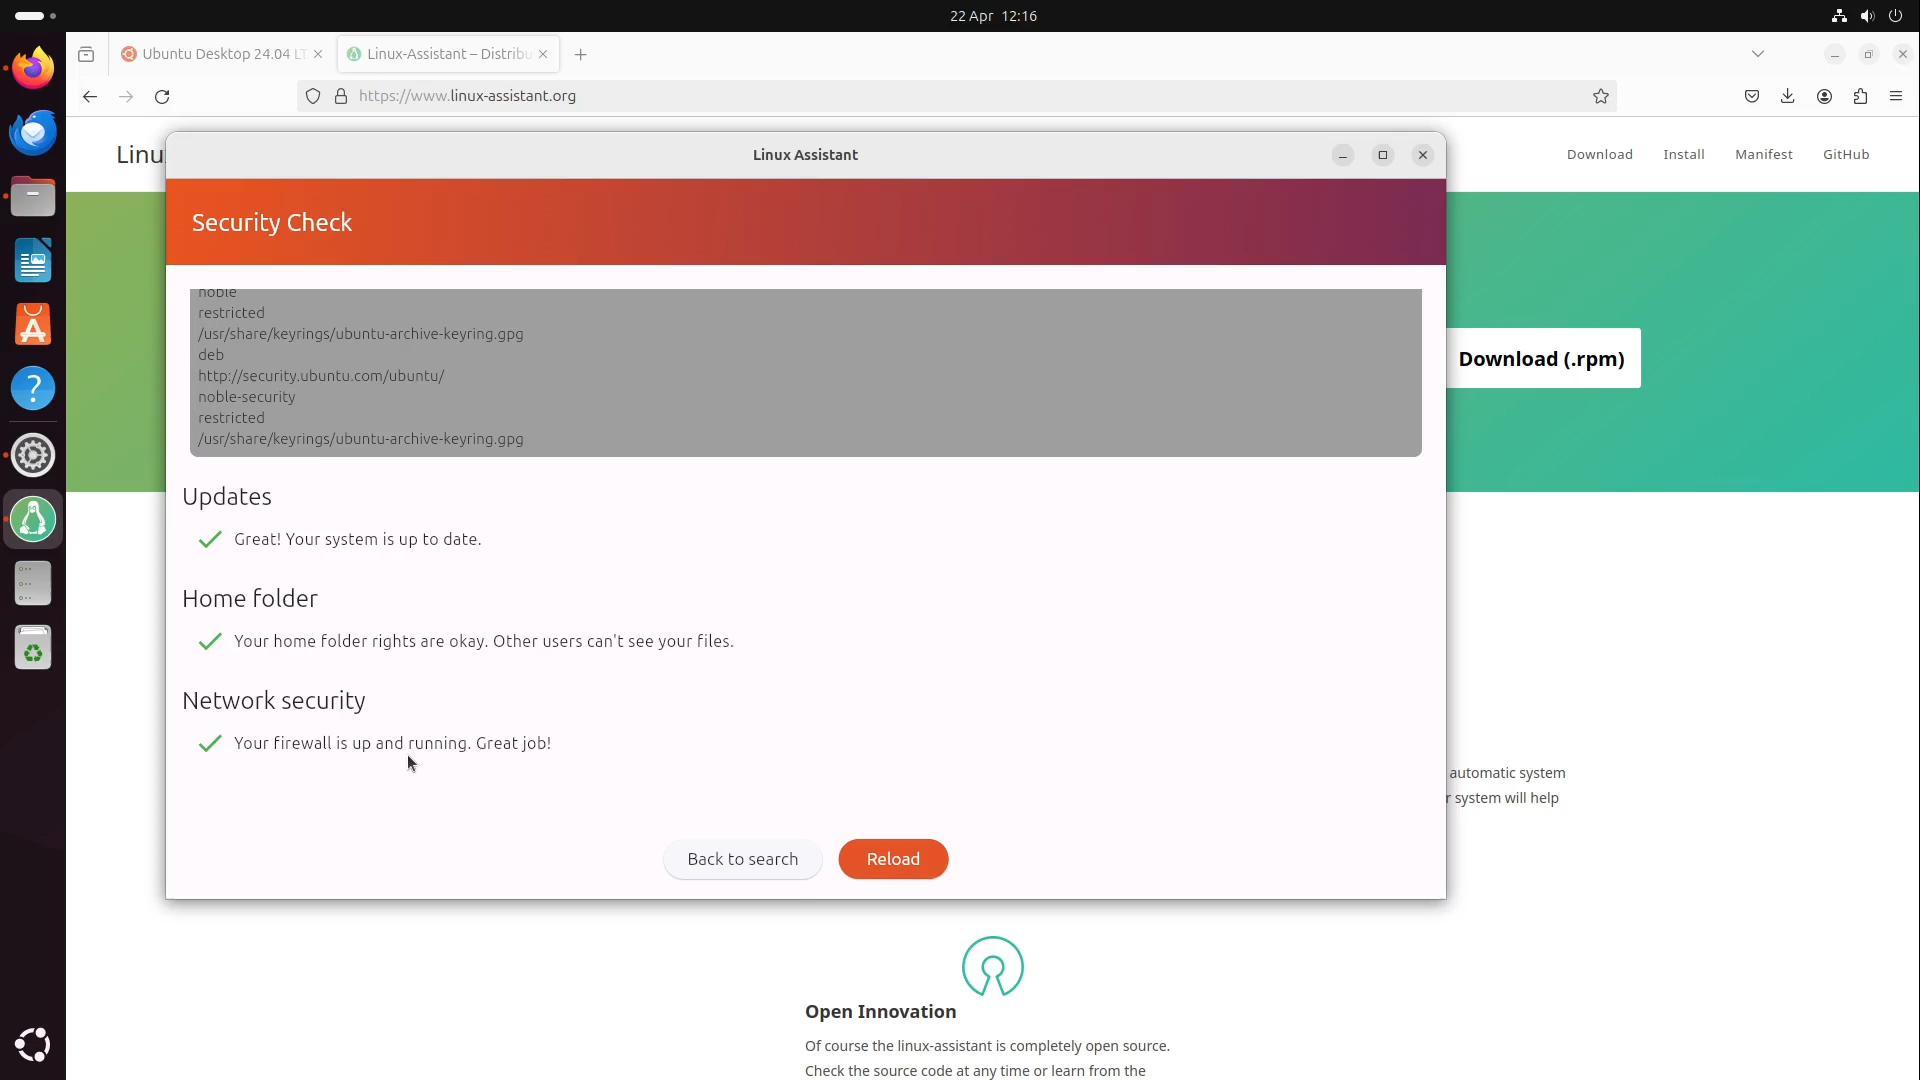 22 Apr 12:16
Ubuntu Desktop 24.04 LT
Linux-Assistant – Distribu
https://www.linux-assistant.org
Linu
Linux Assistant
Download
Install
Manifest
GitHub
Security Check
noble
restricted
/usr/share/keyrings/ubuntu-archive-keyring.gpg
deb
http://security.ubuntu.com/ubuntu/
noble-security
restricted
/usr/share/keyrings/ubuntu-archive-keyring.gpg
Download (.rpm)
Updates
Great! Your system is up to date.
Home folder
Your home folder rights are okay. Other users can't see your files.
Network security
Your firewall is up and running. Great job!
automatic system
r system will help
Back to search
Reload
Open Innovation
Of course the linux-assistant is completely open source.
Check the source code at any time or learn from the